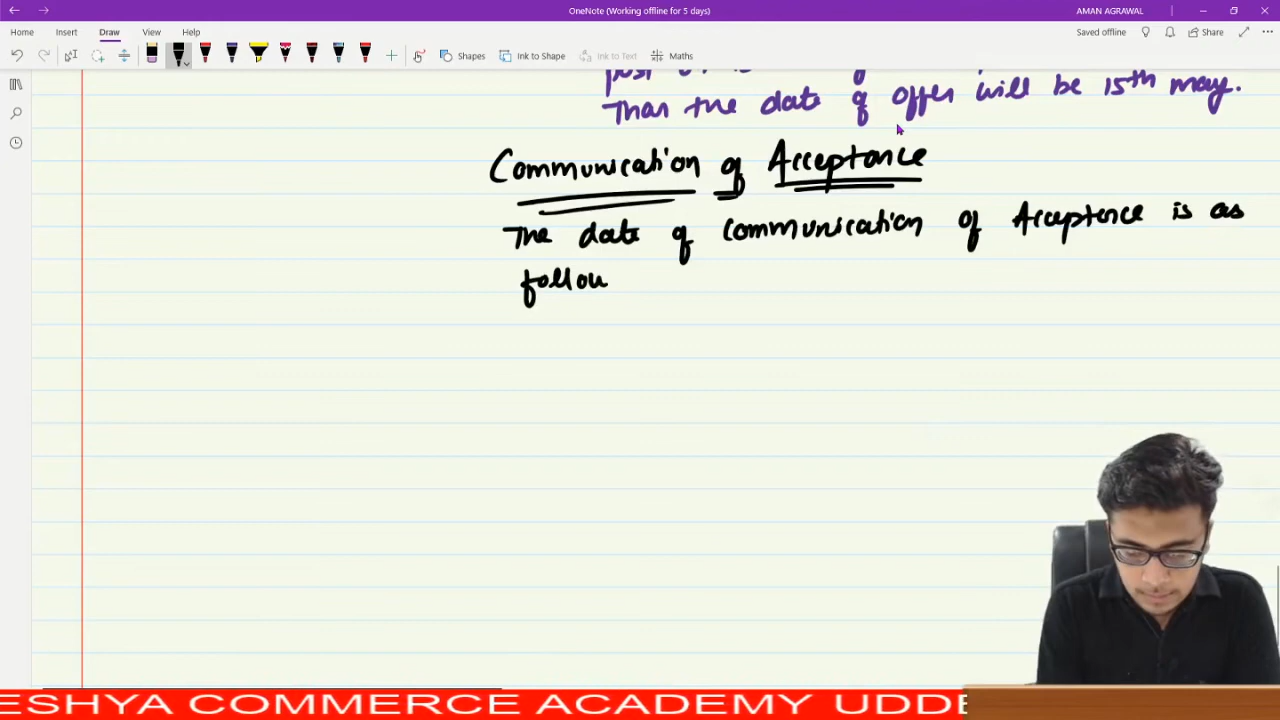 OneNote (Working offline for 5 days)
AMAN AGRAWAL
Home Insert Draw View Help
Saved offline Share
Shapes Ink to Shape Ink to Text Maths
Than the date of offer will be 15th may.
Communication of Acceptance
The date of communication of Acceptance is as
follou
ESHYA COMMERCE ACADEMY UDDE